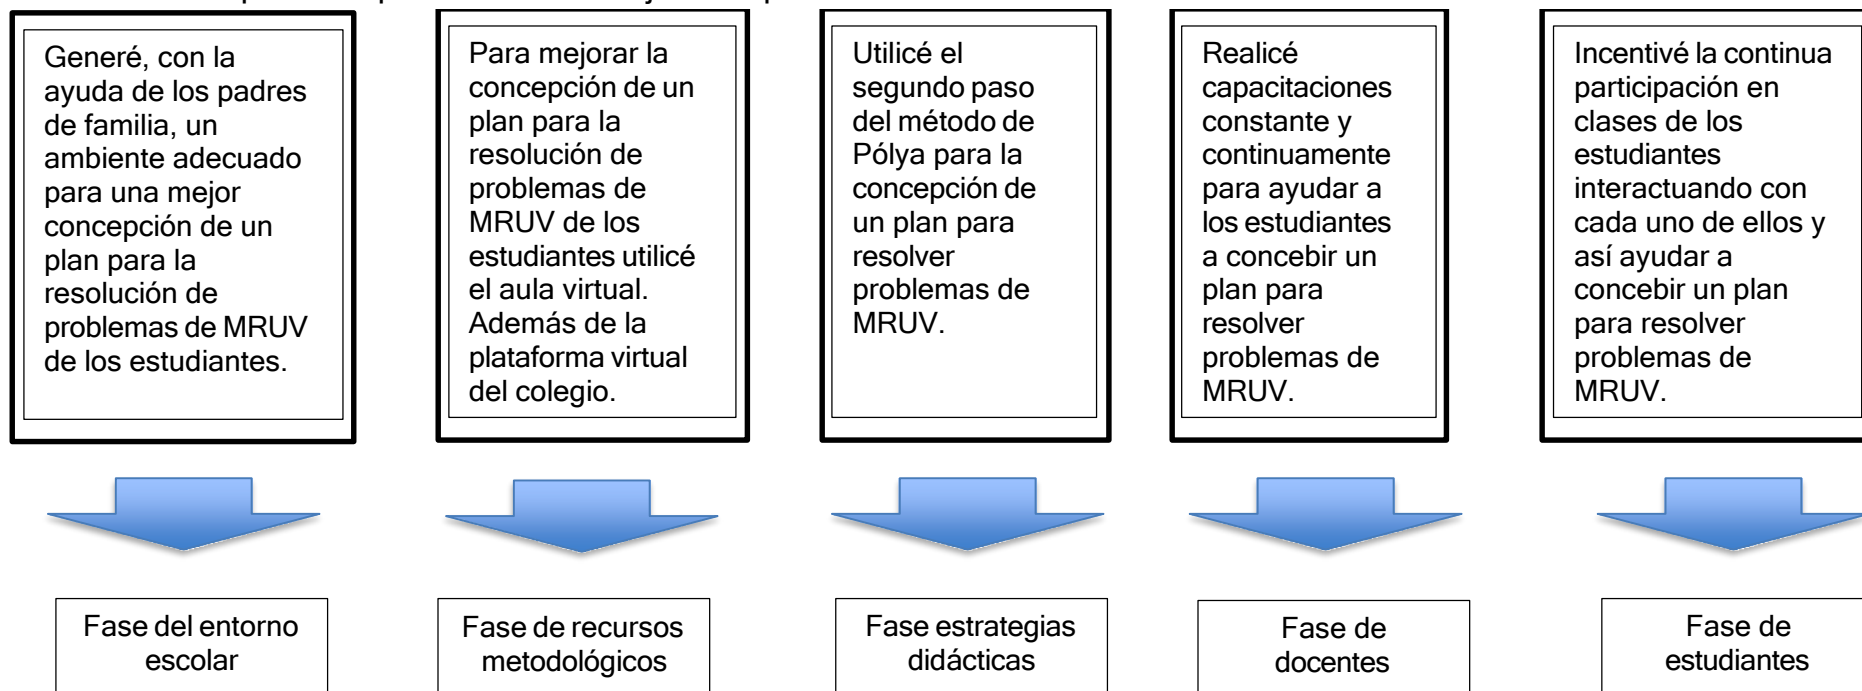 Generé, con la
ayuda de los padres
de familia, un
ambiente adecuado
para una mejor
concepción de un
plan para la
resolución de
problemas de MRUV
de los estudiantes.
Para mejorar la
concepción de un
plan para la
resolución de
problemas de
MRUV de los
estudiantes utilicé
el aula virtual.
Además de la
plataforma virtual
del colegio.
Utilicé el
segundo paso
del método de
Pólya para la
concepción de
un plan para
resolver
problemas de
MRUV.
Realicé
capacitaciones
constante y
continuamente
para ayudar a
los estudiantes
a concebir un
plan para
resolver
problemas de
MRUV.
Incentivé la continua
participación en
clases de los
estudiantes
interactuando con
cada uno de ellos y
así ayudar a
concebir un plan
para resolver
problemas de
MRUV.
Fase del entorno
escolar
Fase de recursos
metodológicos
Fase estrategias
didácticas
Fase de
docentes
Fase de
estudiantes